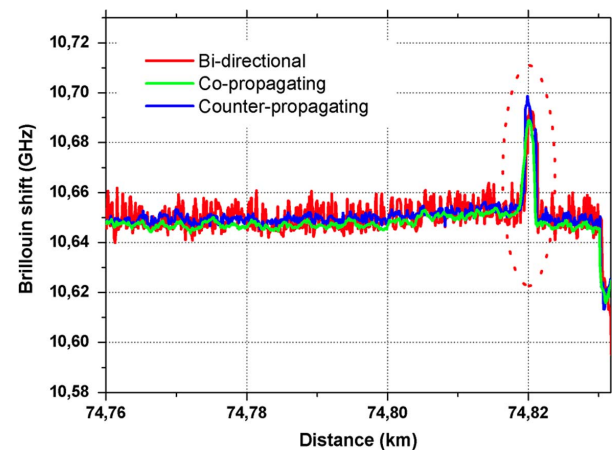 10,72
10,70
10,68
10,66
10,64
10,62
10,60
10,58
Brillouin shift (GHz)
Bi-directional
Co-propagating
Counter-propagating
74,76
74,78
74,80
74,82
Distance (km)